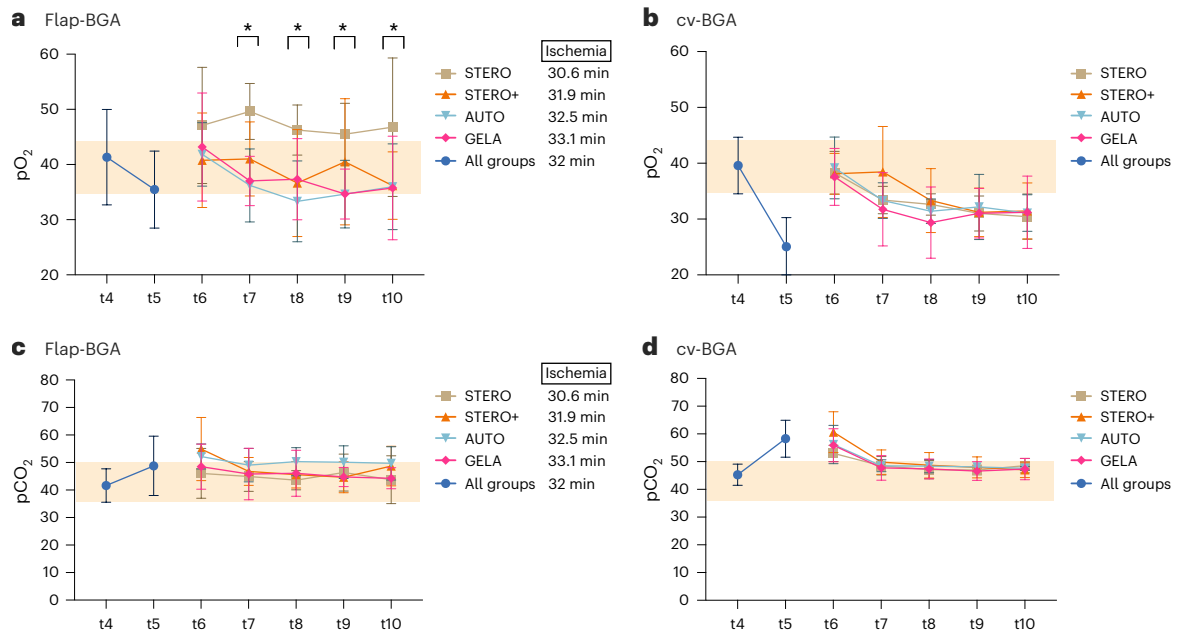 a Flap-BGA
* * * *
60
50
40
30
20
pO2
t4 t5 t6 t7 t8 t9 t10
Ischemia
STERO 30.6 min
STERO+ 31.9 min
AUTO 32.5 min
GELA 33.1 min
All groups 32 min
b cv-BGA
60
50
40
30
20
pO2
t4 t5 t6 t7 t8 t9 t10
STERO
STERO+
AUTO
GELA
All groups
c Flap-BGA
80
70
60
50
40
30
20
10
0
pCO2
t4 t5 t6 t7 t8 t9 t10
Ischemia
STERO 30.6 min
STERO+ 31.9 min
AUTO 32.5 min
GELA 33.1 min
All groups 32 min
d cv-BGA
80
70
60
50
40
30
20
10
0
pCO2
t4 t5 t6 t7 t8 t9 t10
STERO
STERO+
AUTO
GELA
All groups